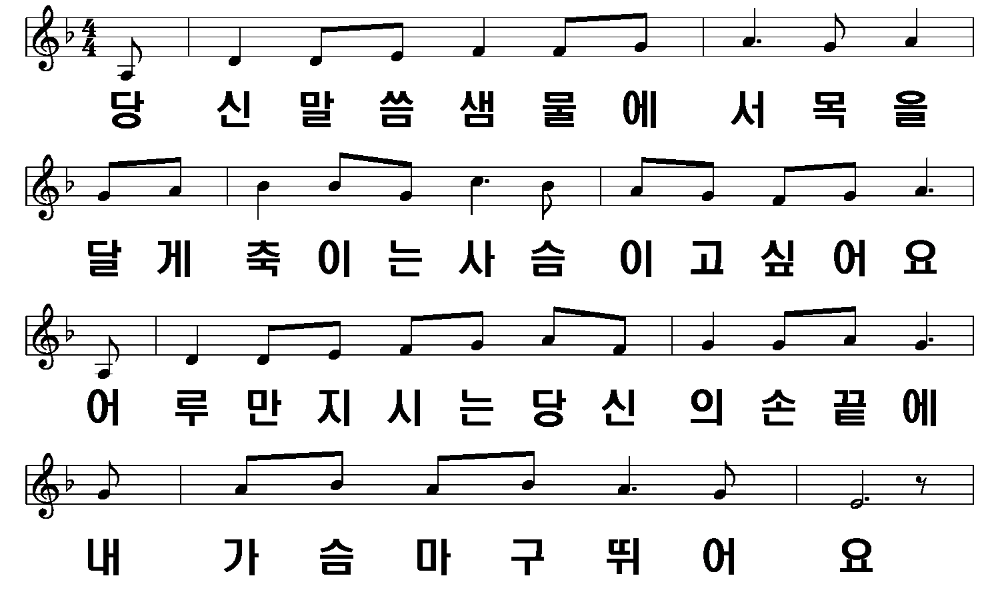 4
4
당 신 말 씀 샘 물 에 서 목 을
달 게 축 이 는 사 슴 이 고 싶 어 요
어 루 만 지 시 는 당 신 의 손 끝 에
내 가 슴 마 구 뛰 어 요